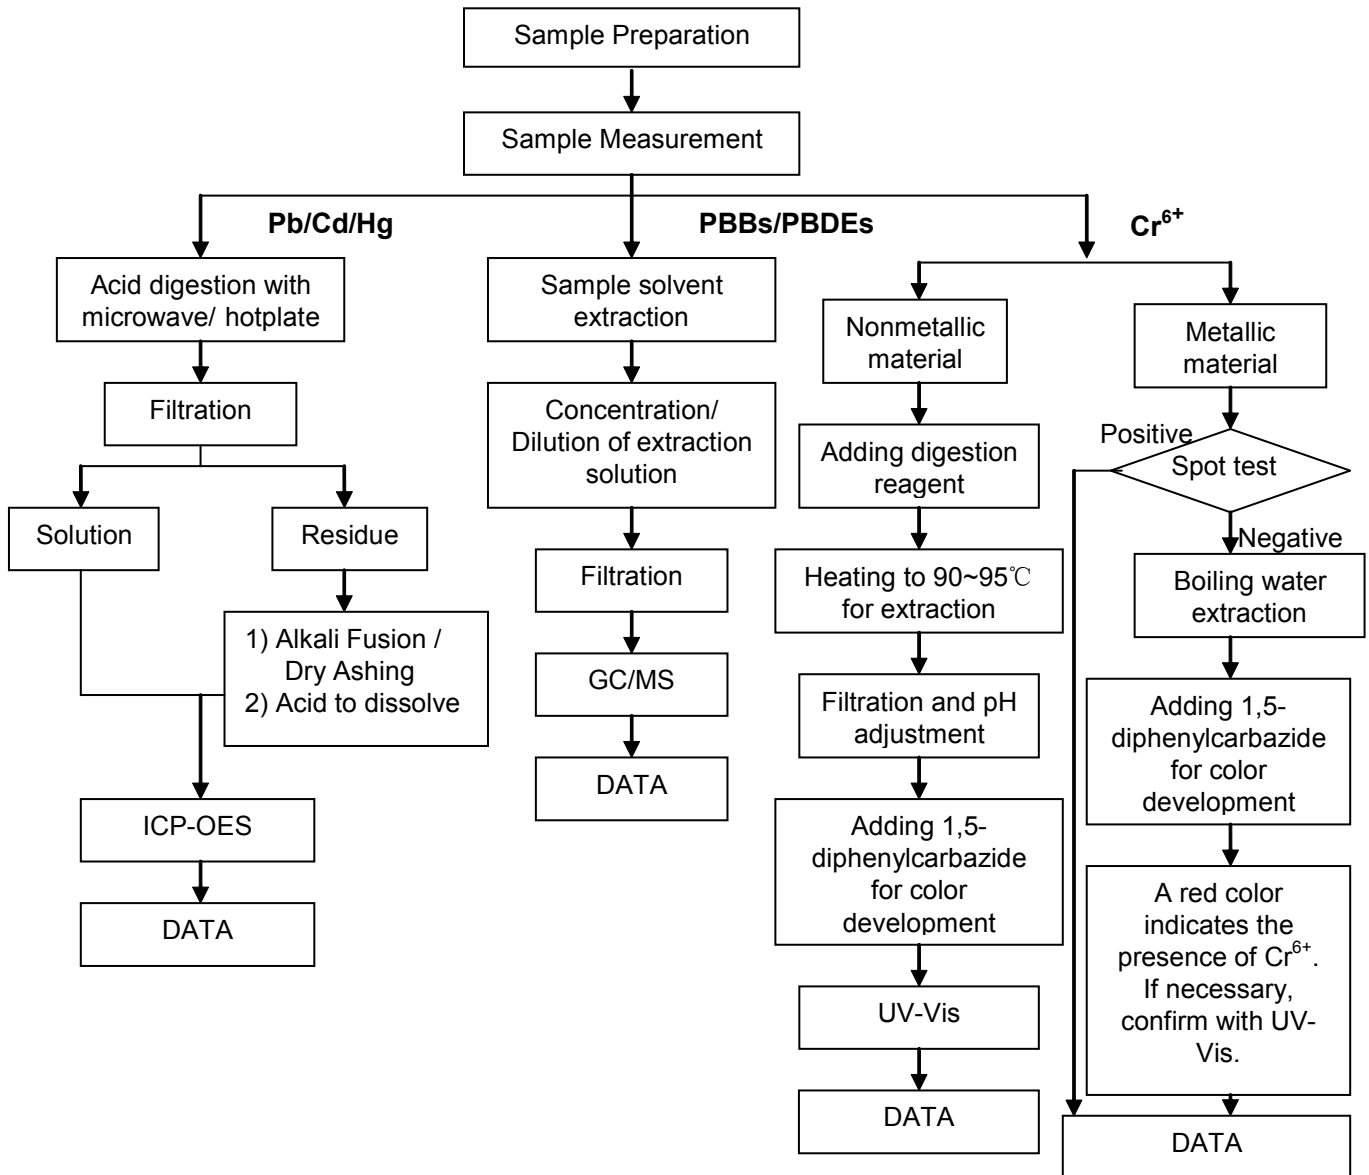 Sample Preparation
Sample Measurement
Pb/Cd/Hg
PBBs/PBDEs
Cr⁶⁺
Acid digestion with
microwave/ hotplate
Filtration
Solution
Residue
1) Alkali Fusion /
Dry Ashing
2) Acid to dissolve
ICP-OES
DATA
Sample solvent
extraction
Concentration/
Dilution of extraction
solution
Filtration
GC/MS
DATA
Nonmetallic
material
Adding digestion
reagent
Heating to 90~95℃
for extraction
Filtration and pH
adjustment
Adding 1,5-
diphenylcarbazide
for color
development
UV-Vis
DATA
Metallic
material
Positive
Spot test
Negative
Boiling water
extraction
Adding 1,5-
diphenylcarbazide
for color
development
A red color
indicates the
presence of Cr⁶⁺.
If necessary,
confirm with UV-
Vis.
DATA